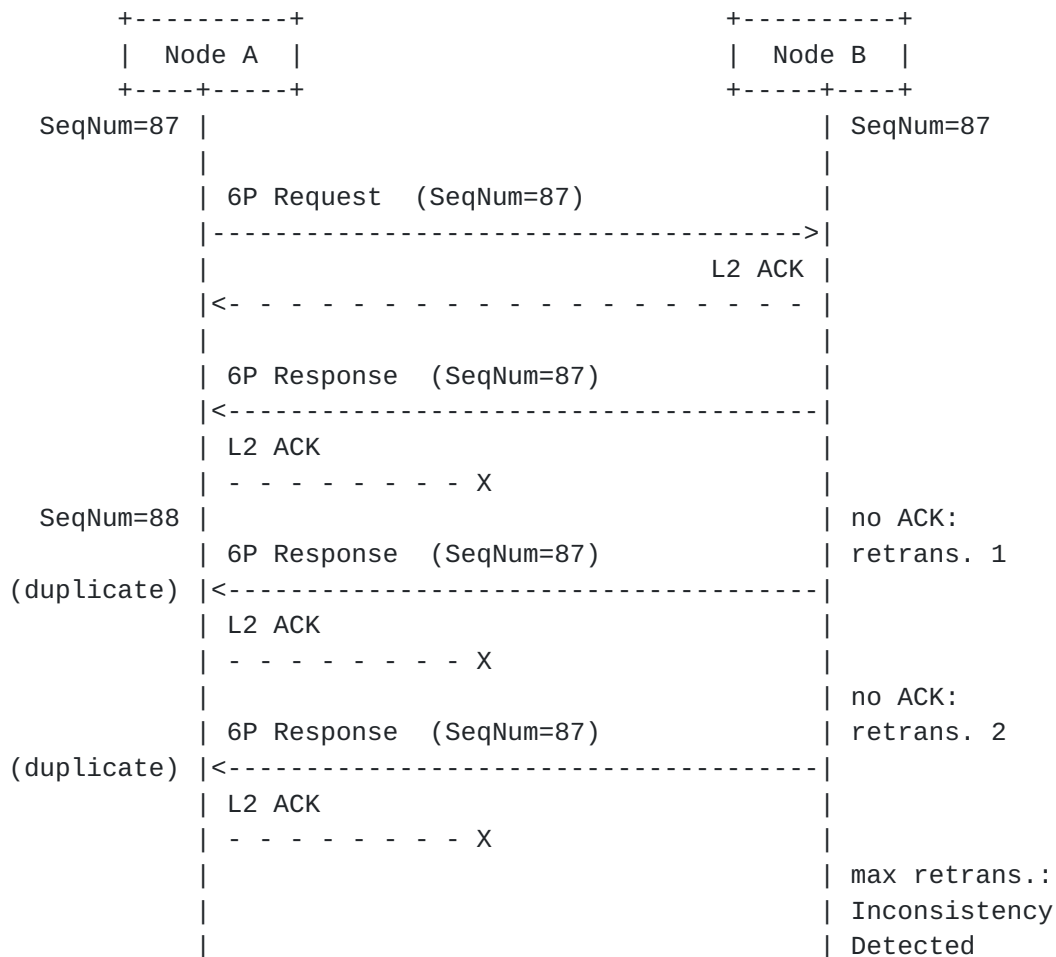 Node A Node B
SeqNum=87 SeqNum=87
6P Request (SeqNum=87)
L2 ACK
6P Response (SeqNum=87)
L2 ACK
X
SeqNum=88 no ACK:
6P Response (SeqNum=87) retrans. 1
(duplicate)
L2 ACK
X
no ACK:
6P Response (SeqNum=87) retrans. 2
(duplicate)
L2 ACK
X
max retrans.:
Inconsistency
Detected